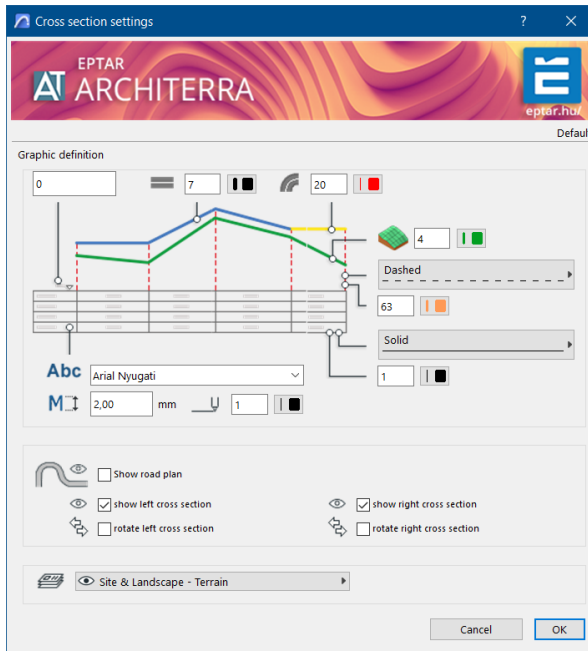 Cross section settings
? ×
EPTAR
AT ARCHITERRA
eptar.hu/
Defaul
Graphic definition
0
7
20
4
Dashed
63
Solid
1
Abc
Arial Nyugati
M
2,00
mm
1
Show road plan
show left cross section
show right cross section
rotate left cross section
rotate right cross section
Site & Landscape - Terrain
Cancel
OK